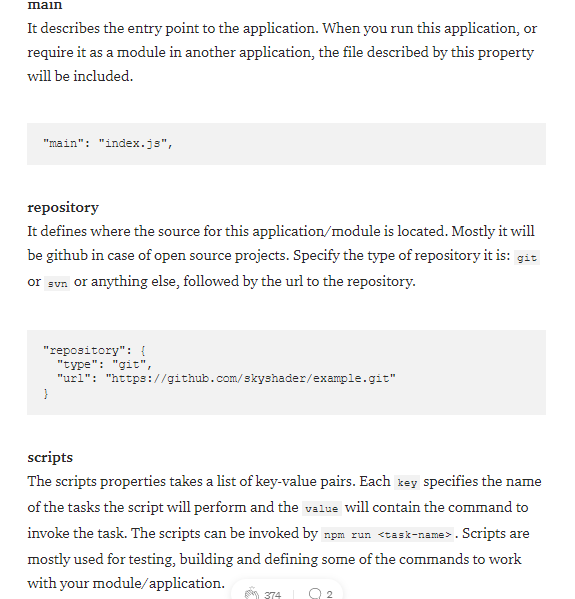 main
It describes the entry point to the application. When you run this application, or
require it as a module in another application, the file described by this property
will be included.
"main": "index.js",
repository
It defines where the source for this application/module is located. Mostly it will
be github in case of open source projects. Specify the type of repository it is: git
or svn or anything else, followed by the url to the repository.
"repository": {
"type": "git",
"url": "https://github.com/skyshader/example.git"
}
scripts
The scripts properties takes a list of key-value pairs. Each key specifies the name
of the tasks the script will perform and the value will contain the command to
invoke the task. The scripts can be invoked by npm run <task-name>. Scripts are
mostly used for testing, building and defining some of the commands to work
with your module/application.
374 2